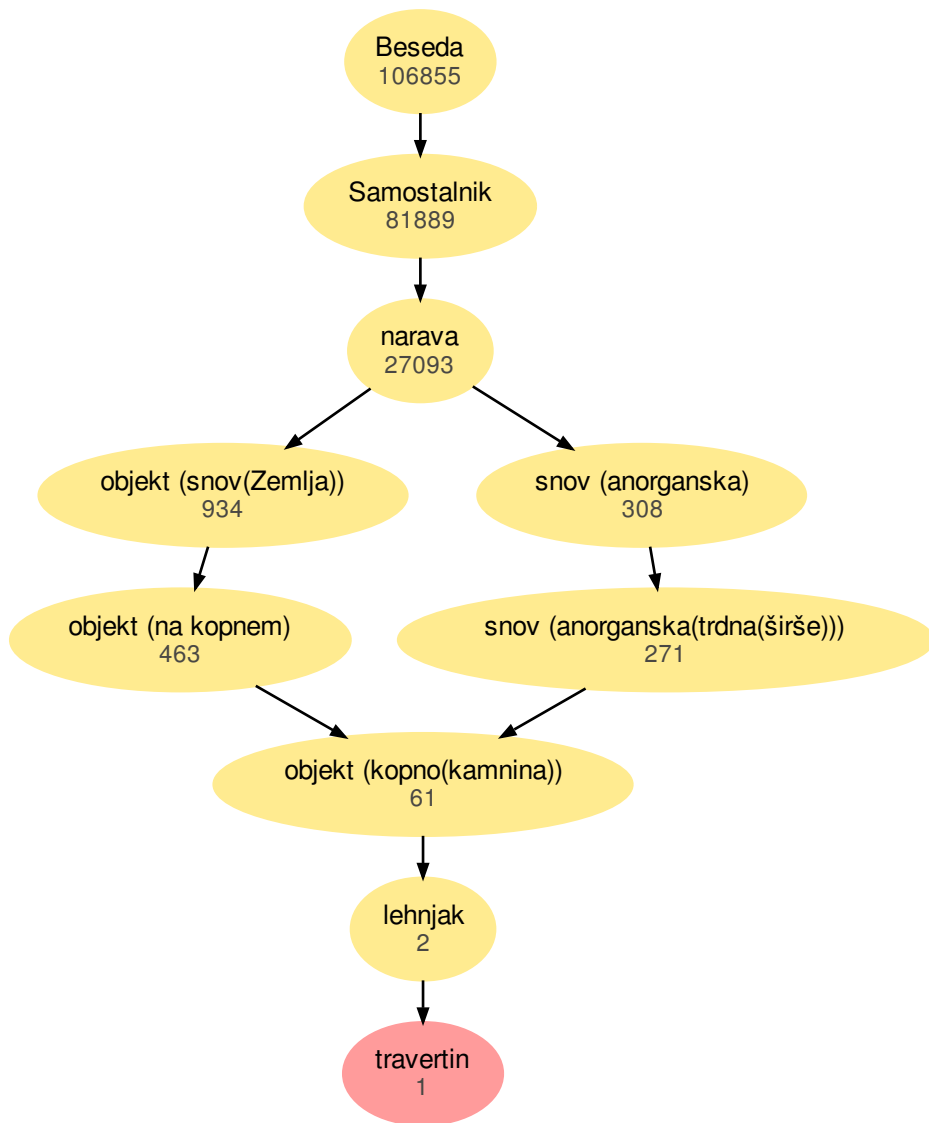 Beseda
106855
Samostalnik
81889
narava
27093
objekt (snov(Zemlja))
934
snov (anorganska)
308
objekt (na kopnem)
463
snov (anorganska(trdna(širše)))
271
objekt (kopno(kamnina))
61
lehnjak
2
travertin
1